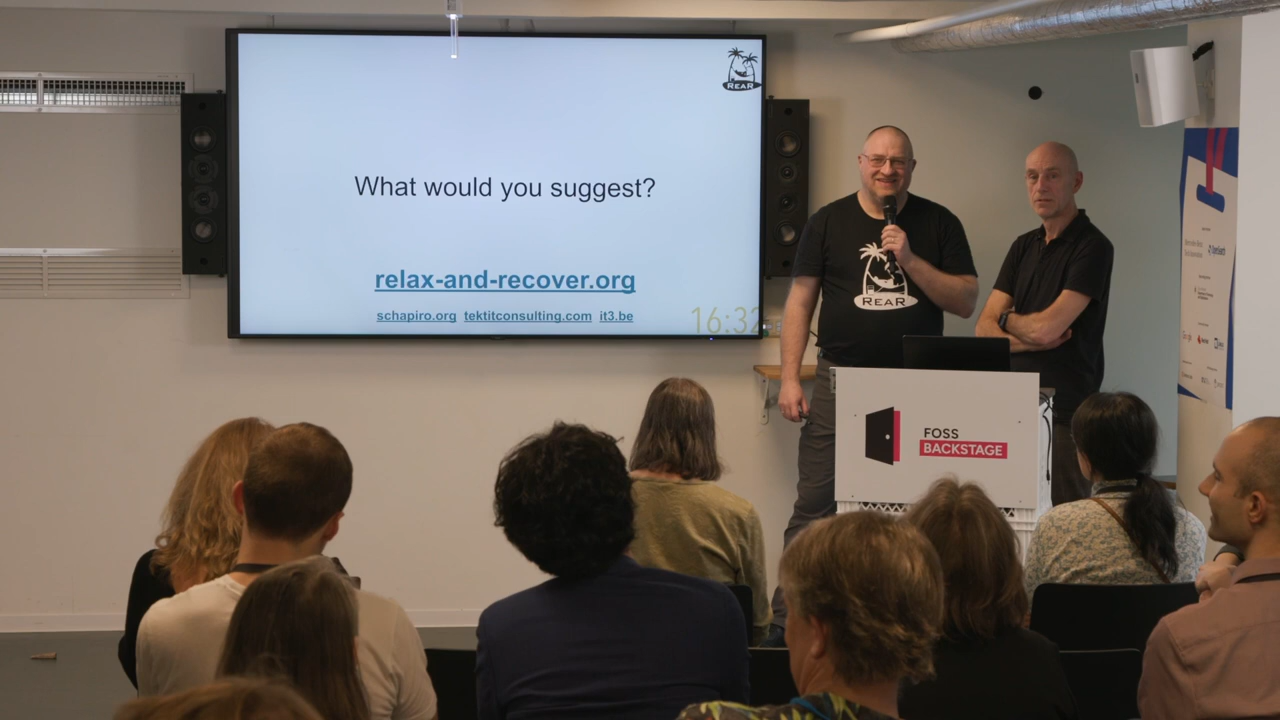 ReaR
What would you suggest?
relax-and-recover.org
schapiro.org tektitconsulting.com it3.be
16:32
ReaR
FOSS
BACKSTAGE